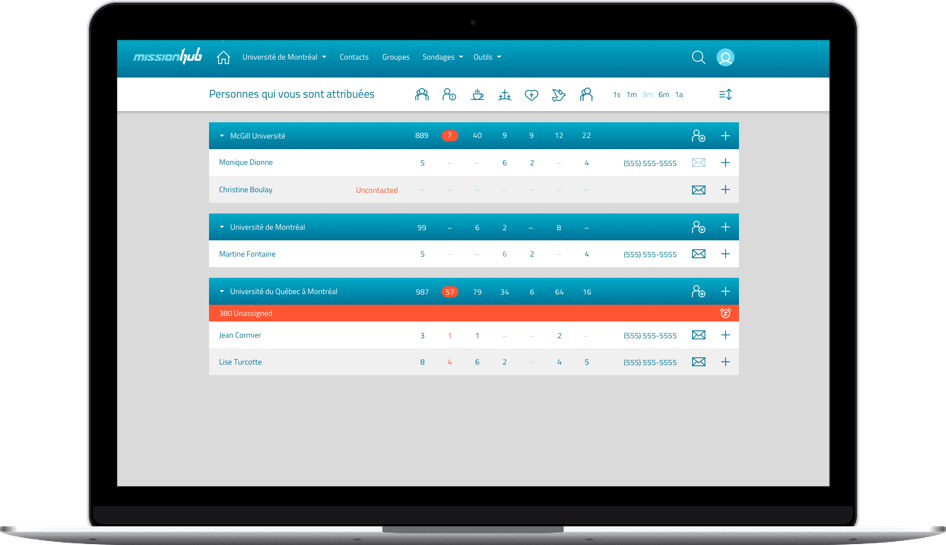 missionhub Université de Montréal Contacts Groupes Sondages Outils
Personnes qui vous sont attribuées 1s 1m 3m 6m 1a
McGill Université 889 7 40 9 9 12 22
Monique Dionne 5 – – 6 2 – 4 (555) 555-5555
Christine Boulay Uncontacted – – – – – – –
Université de Montréal 99 – 6 2 – 8 –
Martine Fontaine 5 – – 6 2 – 4 (555) 555-5555
Université du Québec à Montréal 987 57 79 34 6 64 16
380 Unassigned
Jean Cormier 3 1 1 – – 2 – (555) 555-5555
Lise Turcotte 8 4 6 2 – 4 5 (555) 555-5555